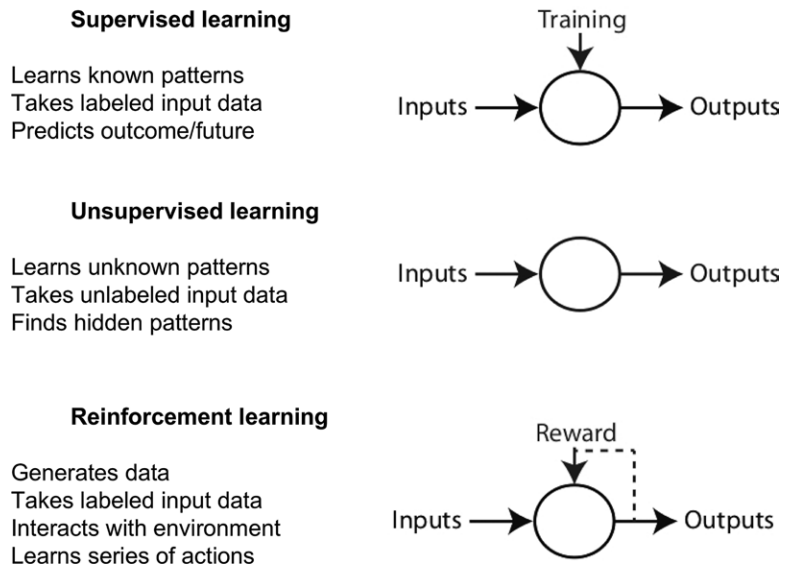 Supervised learning
Learns known patterns
Takes labeled input data
Predicts outcome/future
Training
Inputs
Outputs
Unsupervised learning
Learns unknown patterns
Takes unlabeled input data
Finds hidden patterns
Inputs
Outputs
Reinforcement learning
Generates data
Takes labeled input data
Interacts with environment
Learns series of actions
Reward
Inputs
Outputs